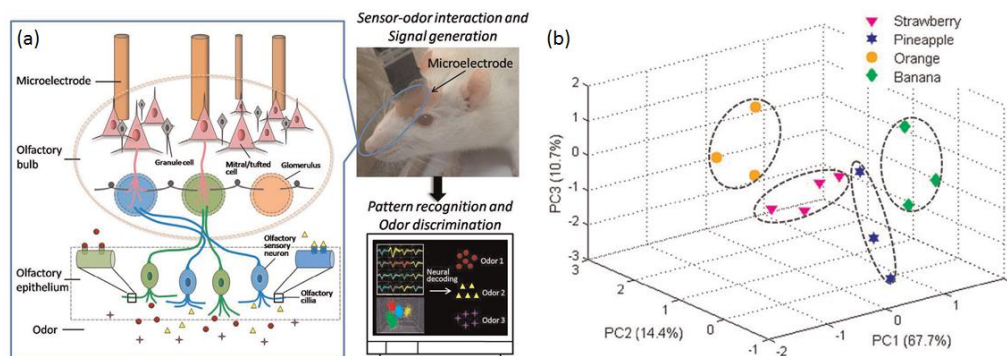 (a)
Microelectrode
Olfactory
bulb
Granule cell
Mitral/tufted
cell
Glomerulus
Olfactory sensory
neuron
Olfactory
epithelium
Olfactory
cillia
Odor
Sensor-odor interaction and
Signal generation
Microelectrode
Pattern recognition and
Odor discrimination
Neural
decoding
Odor 1
Odor 2
Odor 3
(b)
Strawberry
Pineapple
Orange
Banana
PC3 (10.7%)
2
1
0
-1
-2
-3
3
2
1
0
-1
PC2 (14.4%)
-2
-1
0
1
PC1 (67.7%)